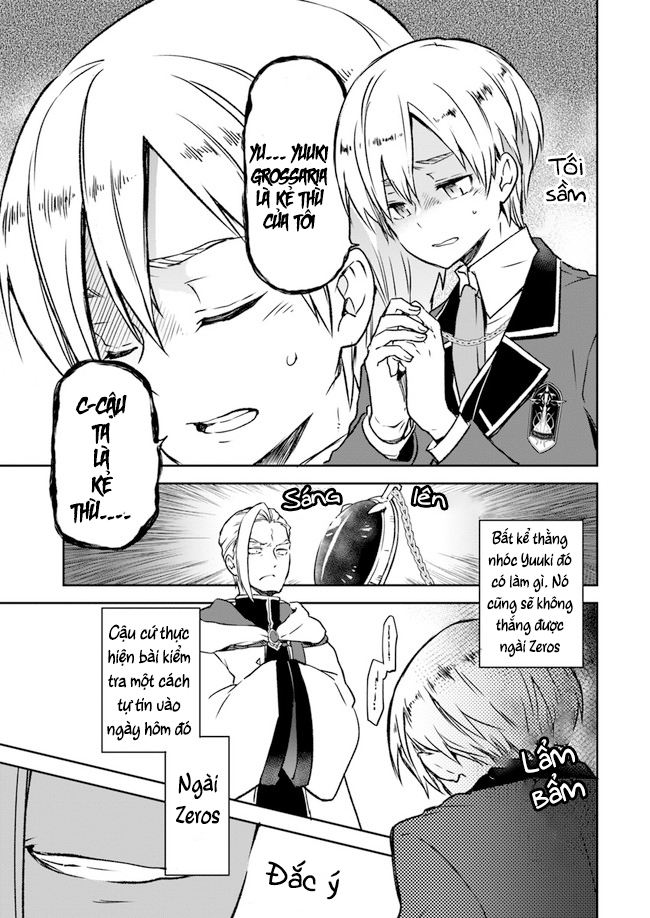 YU... YUUKI
GROSSARIA
LÀ KẺ THÙ
CỦA TÔI
Tối
sầm
C-CẬU
TA
LÀ
KẺ
THÙ....
Sáng lên
Bất kể thằng
nhóc Yuuki đó
có làm gì. Nó
cũng sẽ không
thắng được
ngài Zeros
Cậu cứ thực
hiện bài kiểm
tra một cách
tự tin vào
ngày hôm đó
Lẩm
Bẩm
Ngài
Zeros
Đắc ý